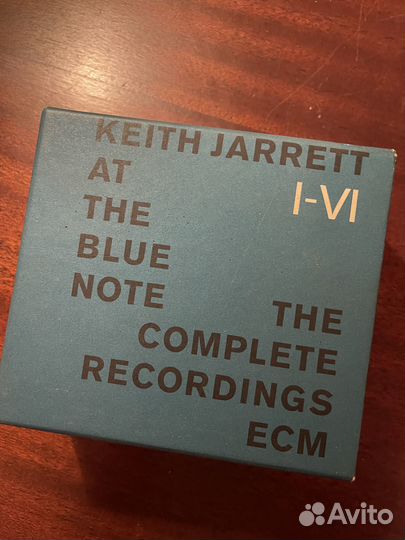 KEITH JARRETT
AT
I-VI
THE
BLUE
NOTE THE
COMPLETE
RECORDINGS
ECM
Avito